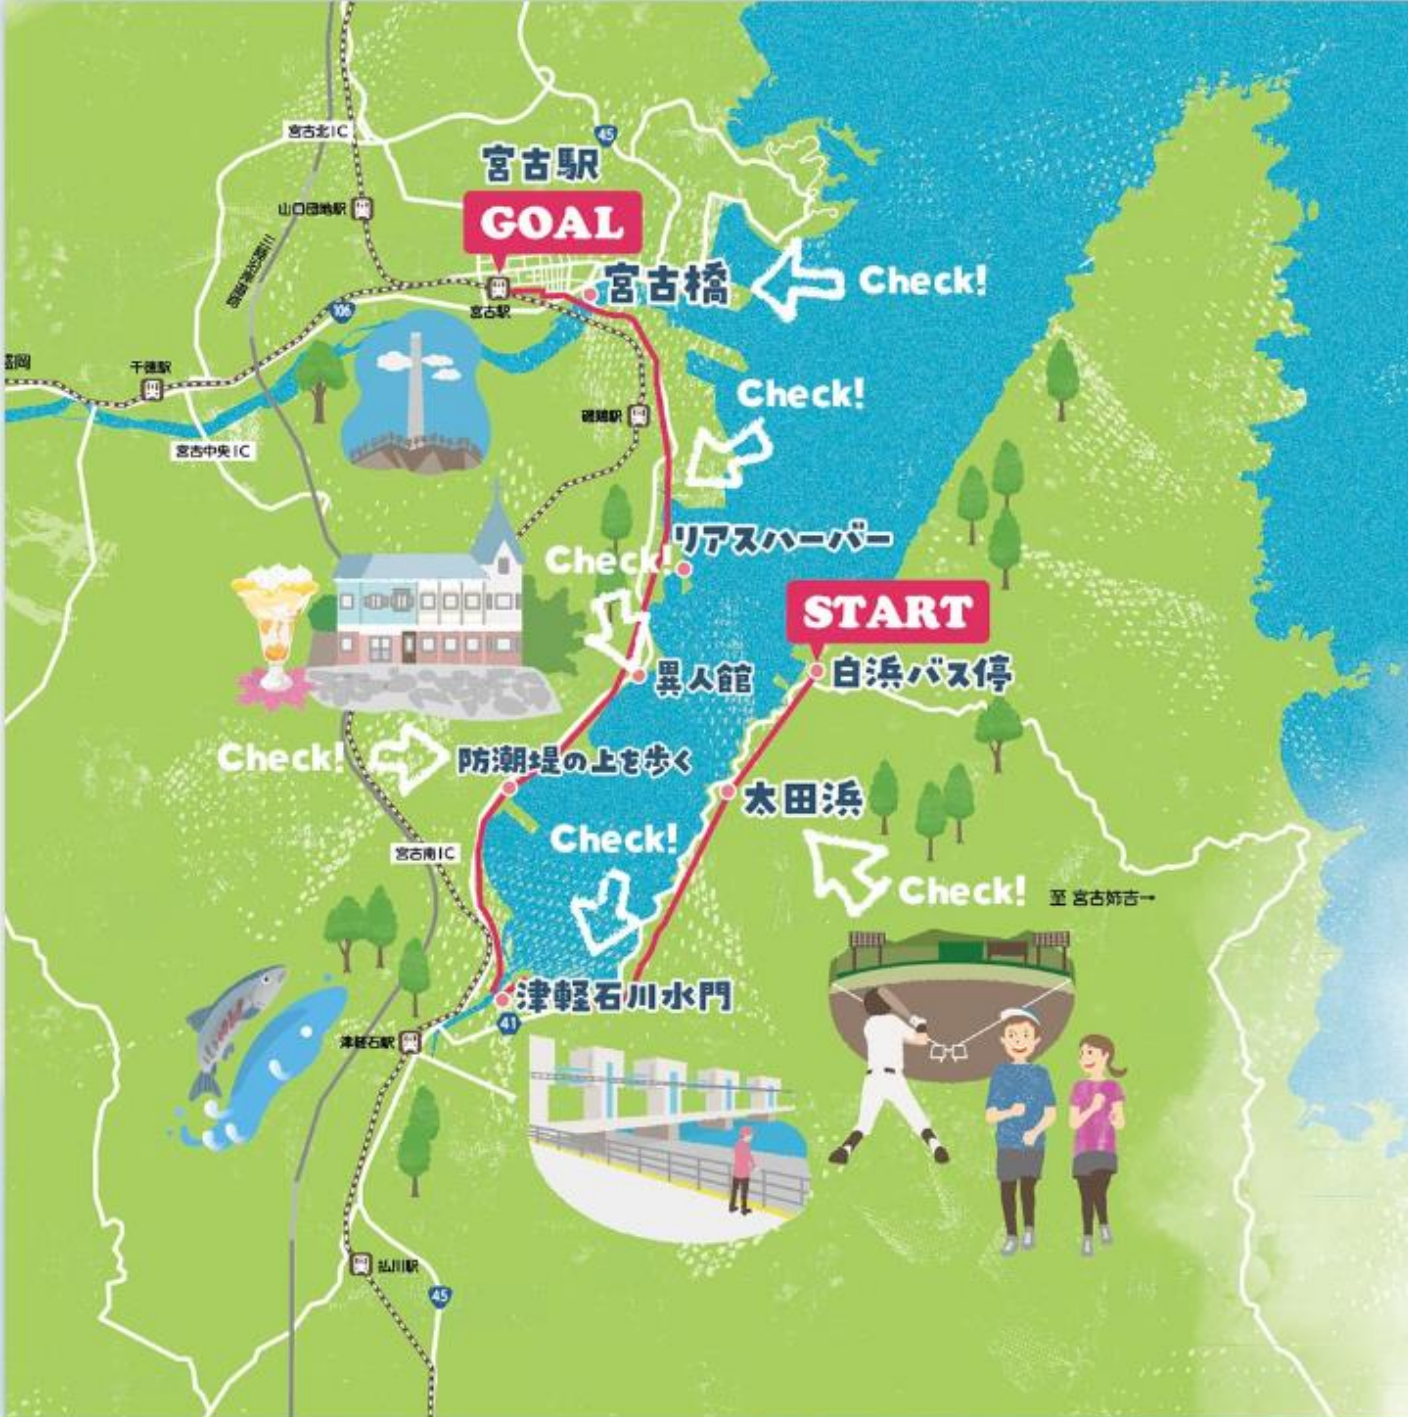 宮古北IC
45
宮古駅
GOAL
山口団地駅
宮古橋
Check!
宮古駅
106
盛岡
千徳駅
Check!
磯鶏駅
宮古中央IC
リアスハーバー
Check!
START
異人館
白浜バス停
Check!
防潮堤の上を歩く
太田浜
Check!
宮古南IC
Check!
至 宮古姉吉→
津軽石川水門
41
津軽石駅
払川駅
45